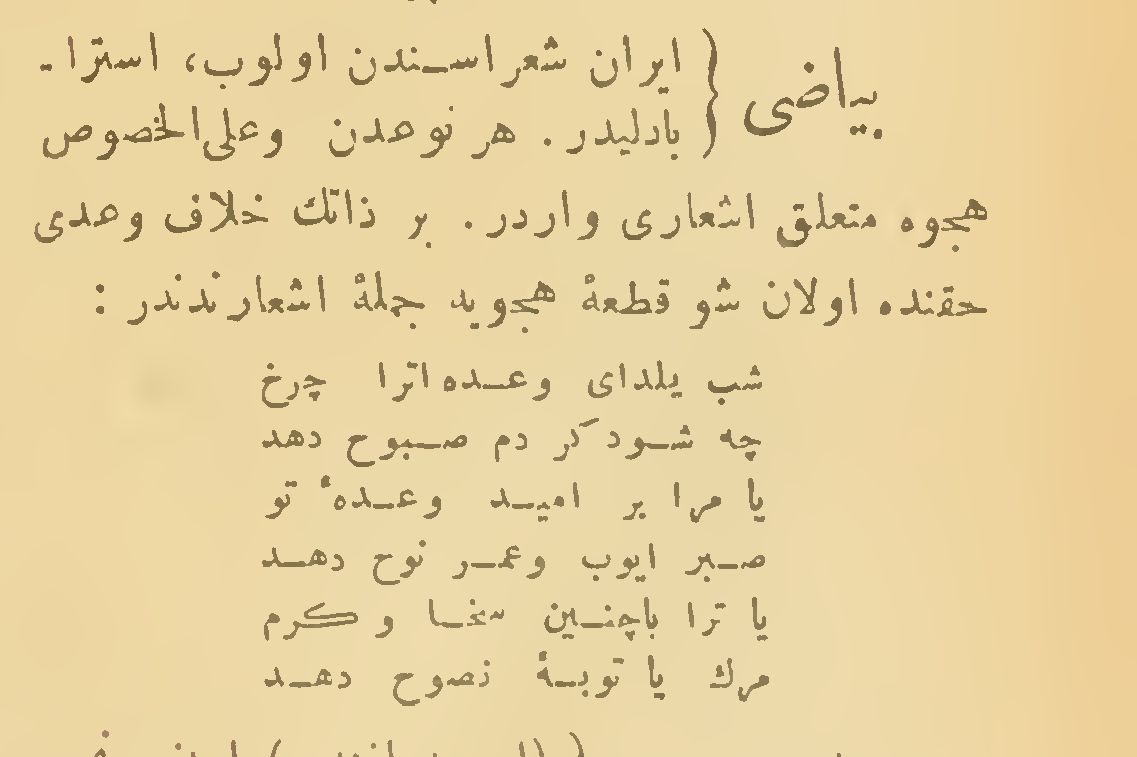 بیاضی { ایران شعراسندن اولوب، استرا-
بادلیدر. هر نوعدن وعلی‌الخصوص
هجوه متعلق اشعاری واردر. بر ذاتك خلاف وعدی
حقنده اولان شو قطعهٔ هجویه جملهٔ اشعارندندر :
شب یلدای وعده‌اترا چرخ
چه شود کر دم صبوح دهد
یا مرا بر امید وعدهٔ تو
صبر ایوب وعمر نوح دهد
یا ترا باچنین سخا و کرم
مرك یا توبهٔ نصوح دهد